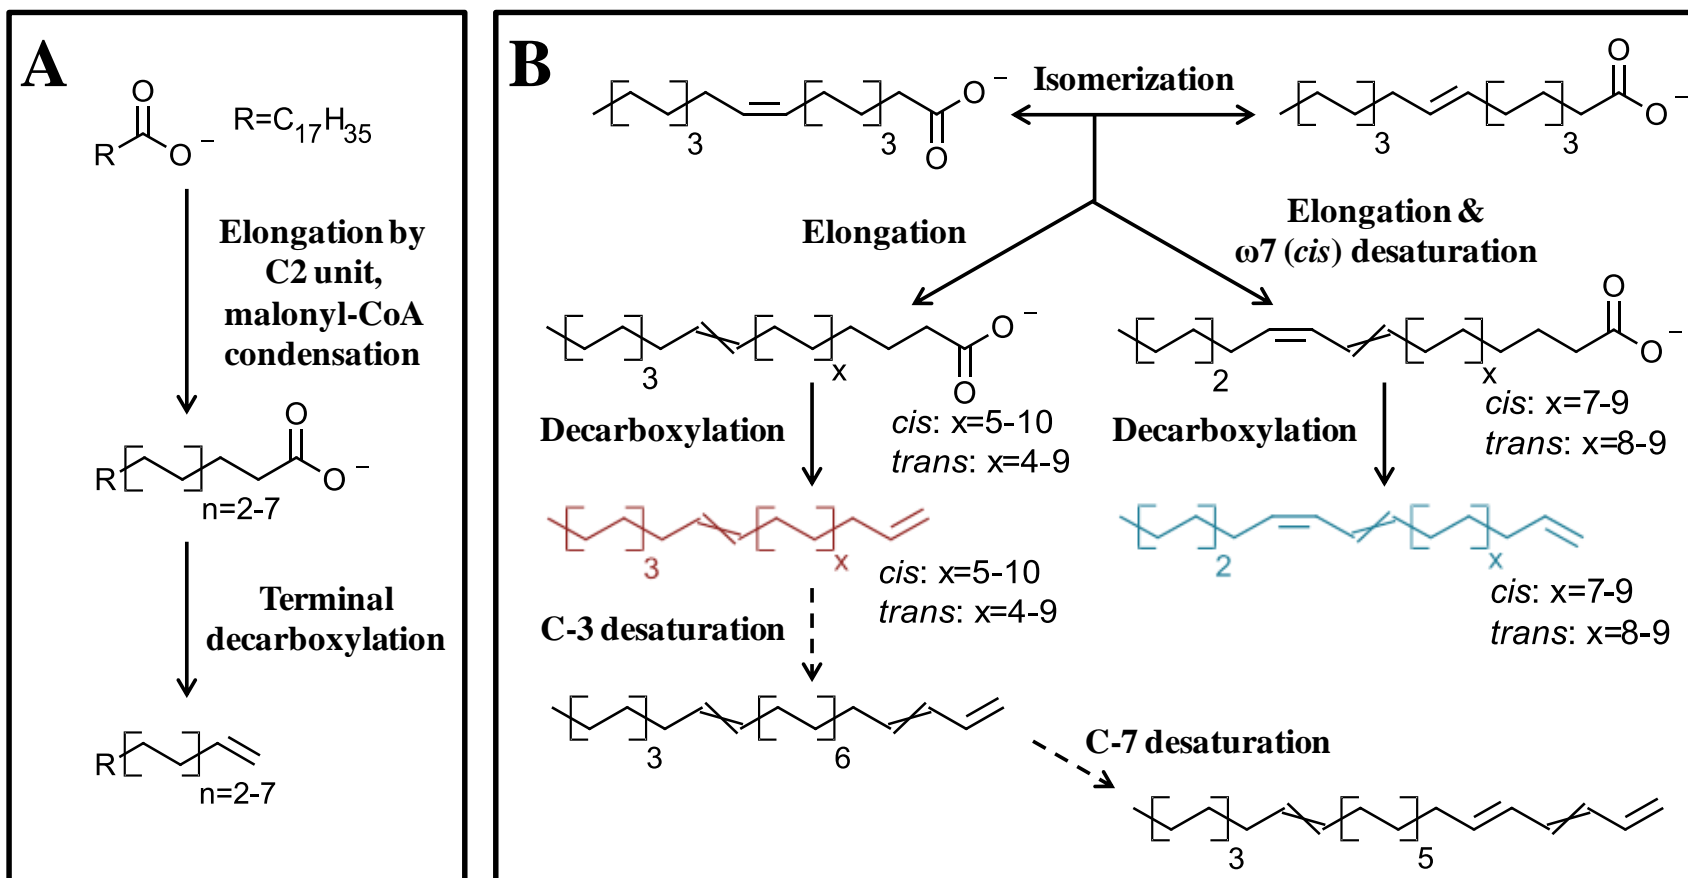 A
O
R
O
−
R=C17H35
Elongation by
C2 unit,
malonyl-CoA
condensation
O
R
O
−
n=2-7
Terminal
decarboxylation
R
n=2-7
B
3
3
O
−
O
Isomerization
3
3
O
O
−
Elongation
Elongation &
ω7 (cis) desaturation
3
x
O
−
O
cis: x=5-10
trans: x=4-9
2
x
O
O
−
cis: x=7-9
trans: x=8-9
Decarboxylation
Decarboxylation
3
x
cis: x=5-10
trans: x=4-9
2
x
cis: x=7-9
trans: x=8-9
C-3 desaturation
3
6
C-7 desaturation
3
5